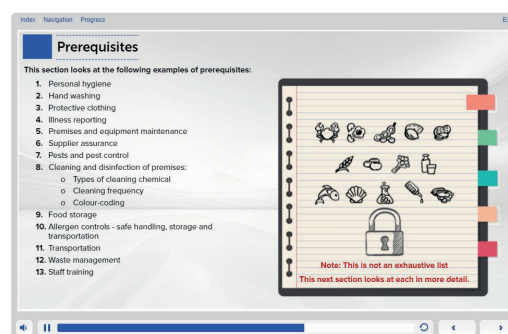 Index Navigation Progress
Prerequisites
This section looks at the following examples of prerequisites:
1. Personal hygiene
2. Hand washing
3. Protective clothing
4. Illness reporting
5. Premises and equipment maintenance
6. Supplier assurance
7. Pests and pest control
8. Cleaning and disinfection of premises:
o Types of cleaning chemical
o Cleaning frequency
o Colour-coding
9. Food storage
10. Allergen controls - safe handling, storage and
transportation
11. Transportation
12. Waste management
13. Staff training
Note: This is not an exhaustive list
This next section looks at each in more detail.